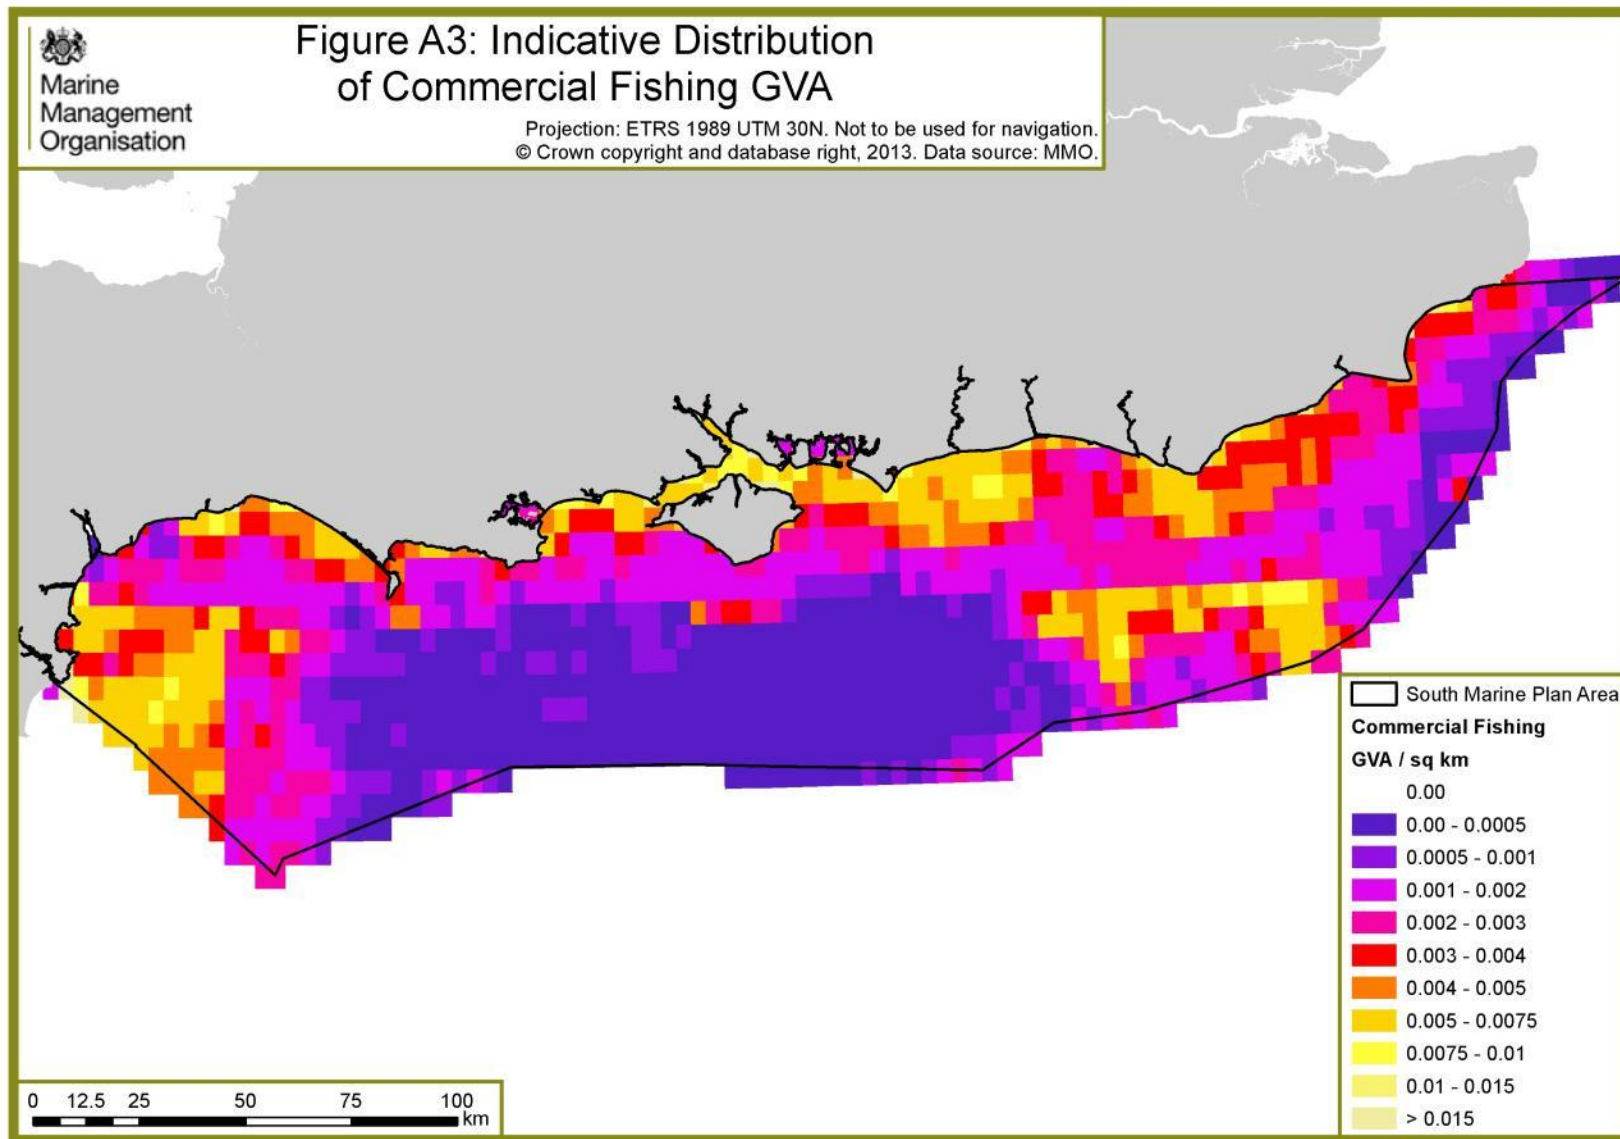 Marine
Management
Organisation
Figure A3: Indicative Distribution
of Commercial Fishing GVA
Projection: ETRS 1989 UTM 30N. Not to be used for navigation.
© Crown copyright and database right, 2013. Data source: MMO.
South Marine Plan Area
Commercial Fishing
GVA / sq km
0.00
0.00 - 0.0005
0.0005 - 0.001
0.001 - 0.002
0.002 - 0.003
0.003 - 0.004
0.004 - 0.005
0.005 - 0.0075
0.0075 - 0.01
0.01 - 0.015
> 0.015
0 12.5 25 50 75 100
km